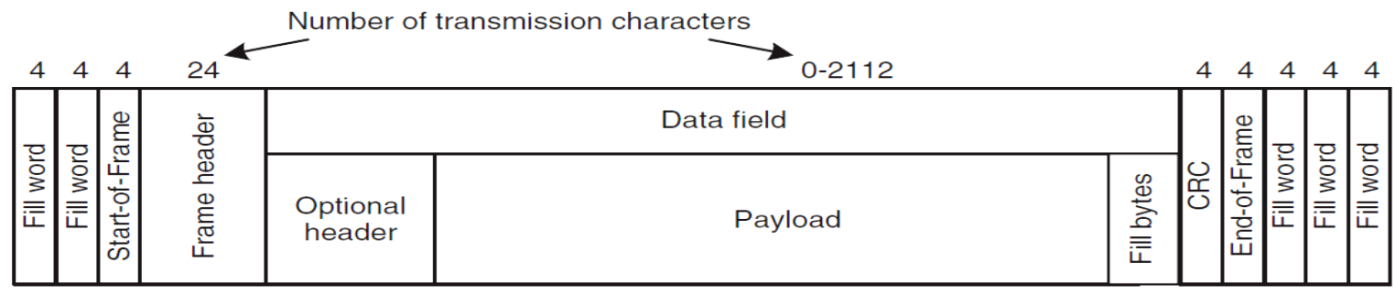 Number of transmission characters
4 4 4 24 0-2112 4 4 4 4 4
Fill word
Fill word
Start-of-Frame
Frame header
Data field
Optional
header
Payload
Fill bytes
CRC
End-of-Frame
Fill word
Fill word
Fill word